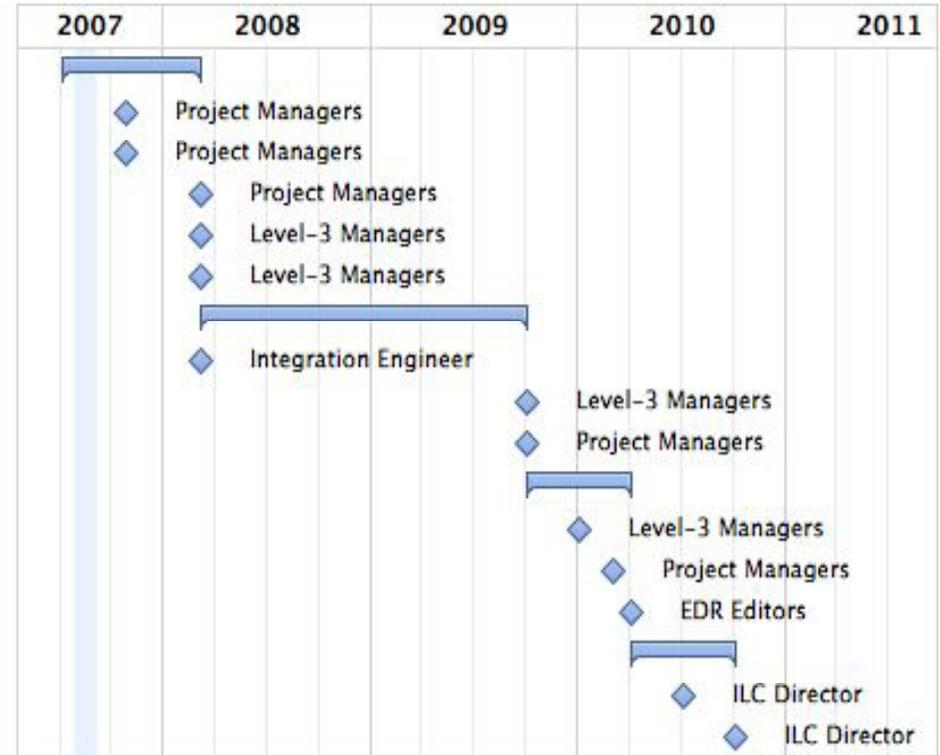 2007 2008 2009 2010 2011
Project Managers
Project Managers
Project Managers
Level-3 Managers
Level-3 Managers
Integration Engineer
Level-3 Managers
Project Managers
Level-3 Managers
Project Managers
EDR Editors
ILC Director
ILC Director